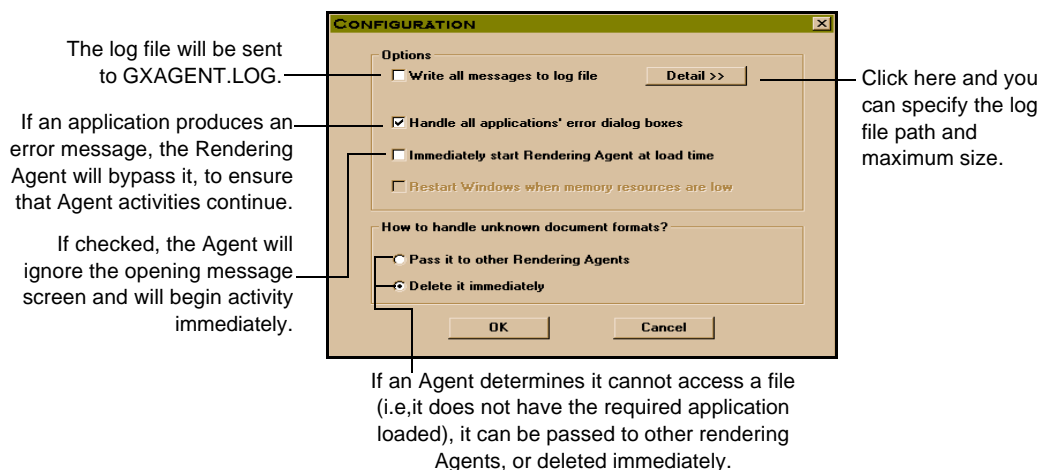 CONFIGURATION
The log file will be sent
to GXAGENT.LOG.
If an application produces an
error message, the Rendering
Agent will bypass it, to ensure
that Agent activities continue.
If checked, the Agent will
ignore the opening message
screen and will begin activity
immediately.
Options
Write all messages to log file
Detail >>
Handle all applications' error dialog boxes
Immediately start Rendering Agent at load time
Restart Windows when memory resources are low
How to handle unknown document formats?
Pass it to other Rendering Agents
Delete it immediately
OK
Cancel
Click here and you
can specify the log
file path and
maximum size.
If an Agent determines it cannot access a file
(i.e,it does not have the required application
loaded), it can be passed to other rendering
Agents, or deleted immediately.